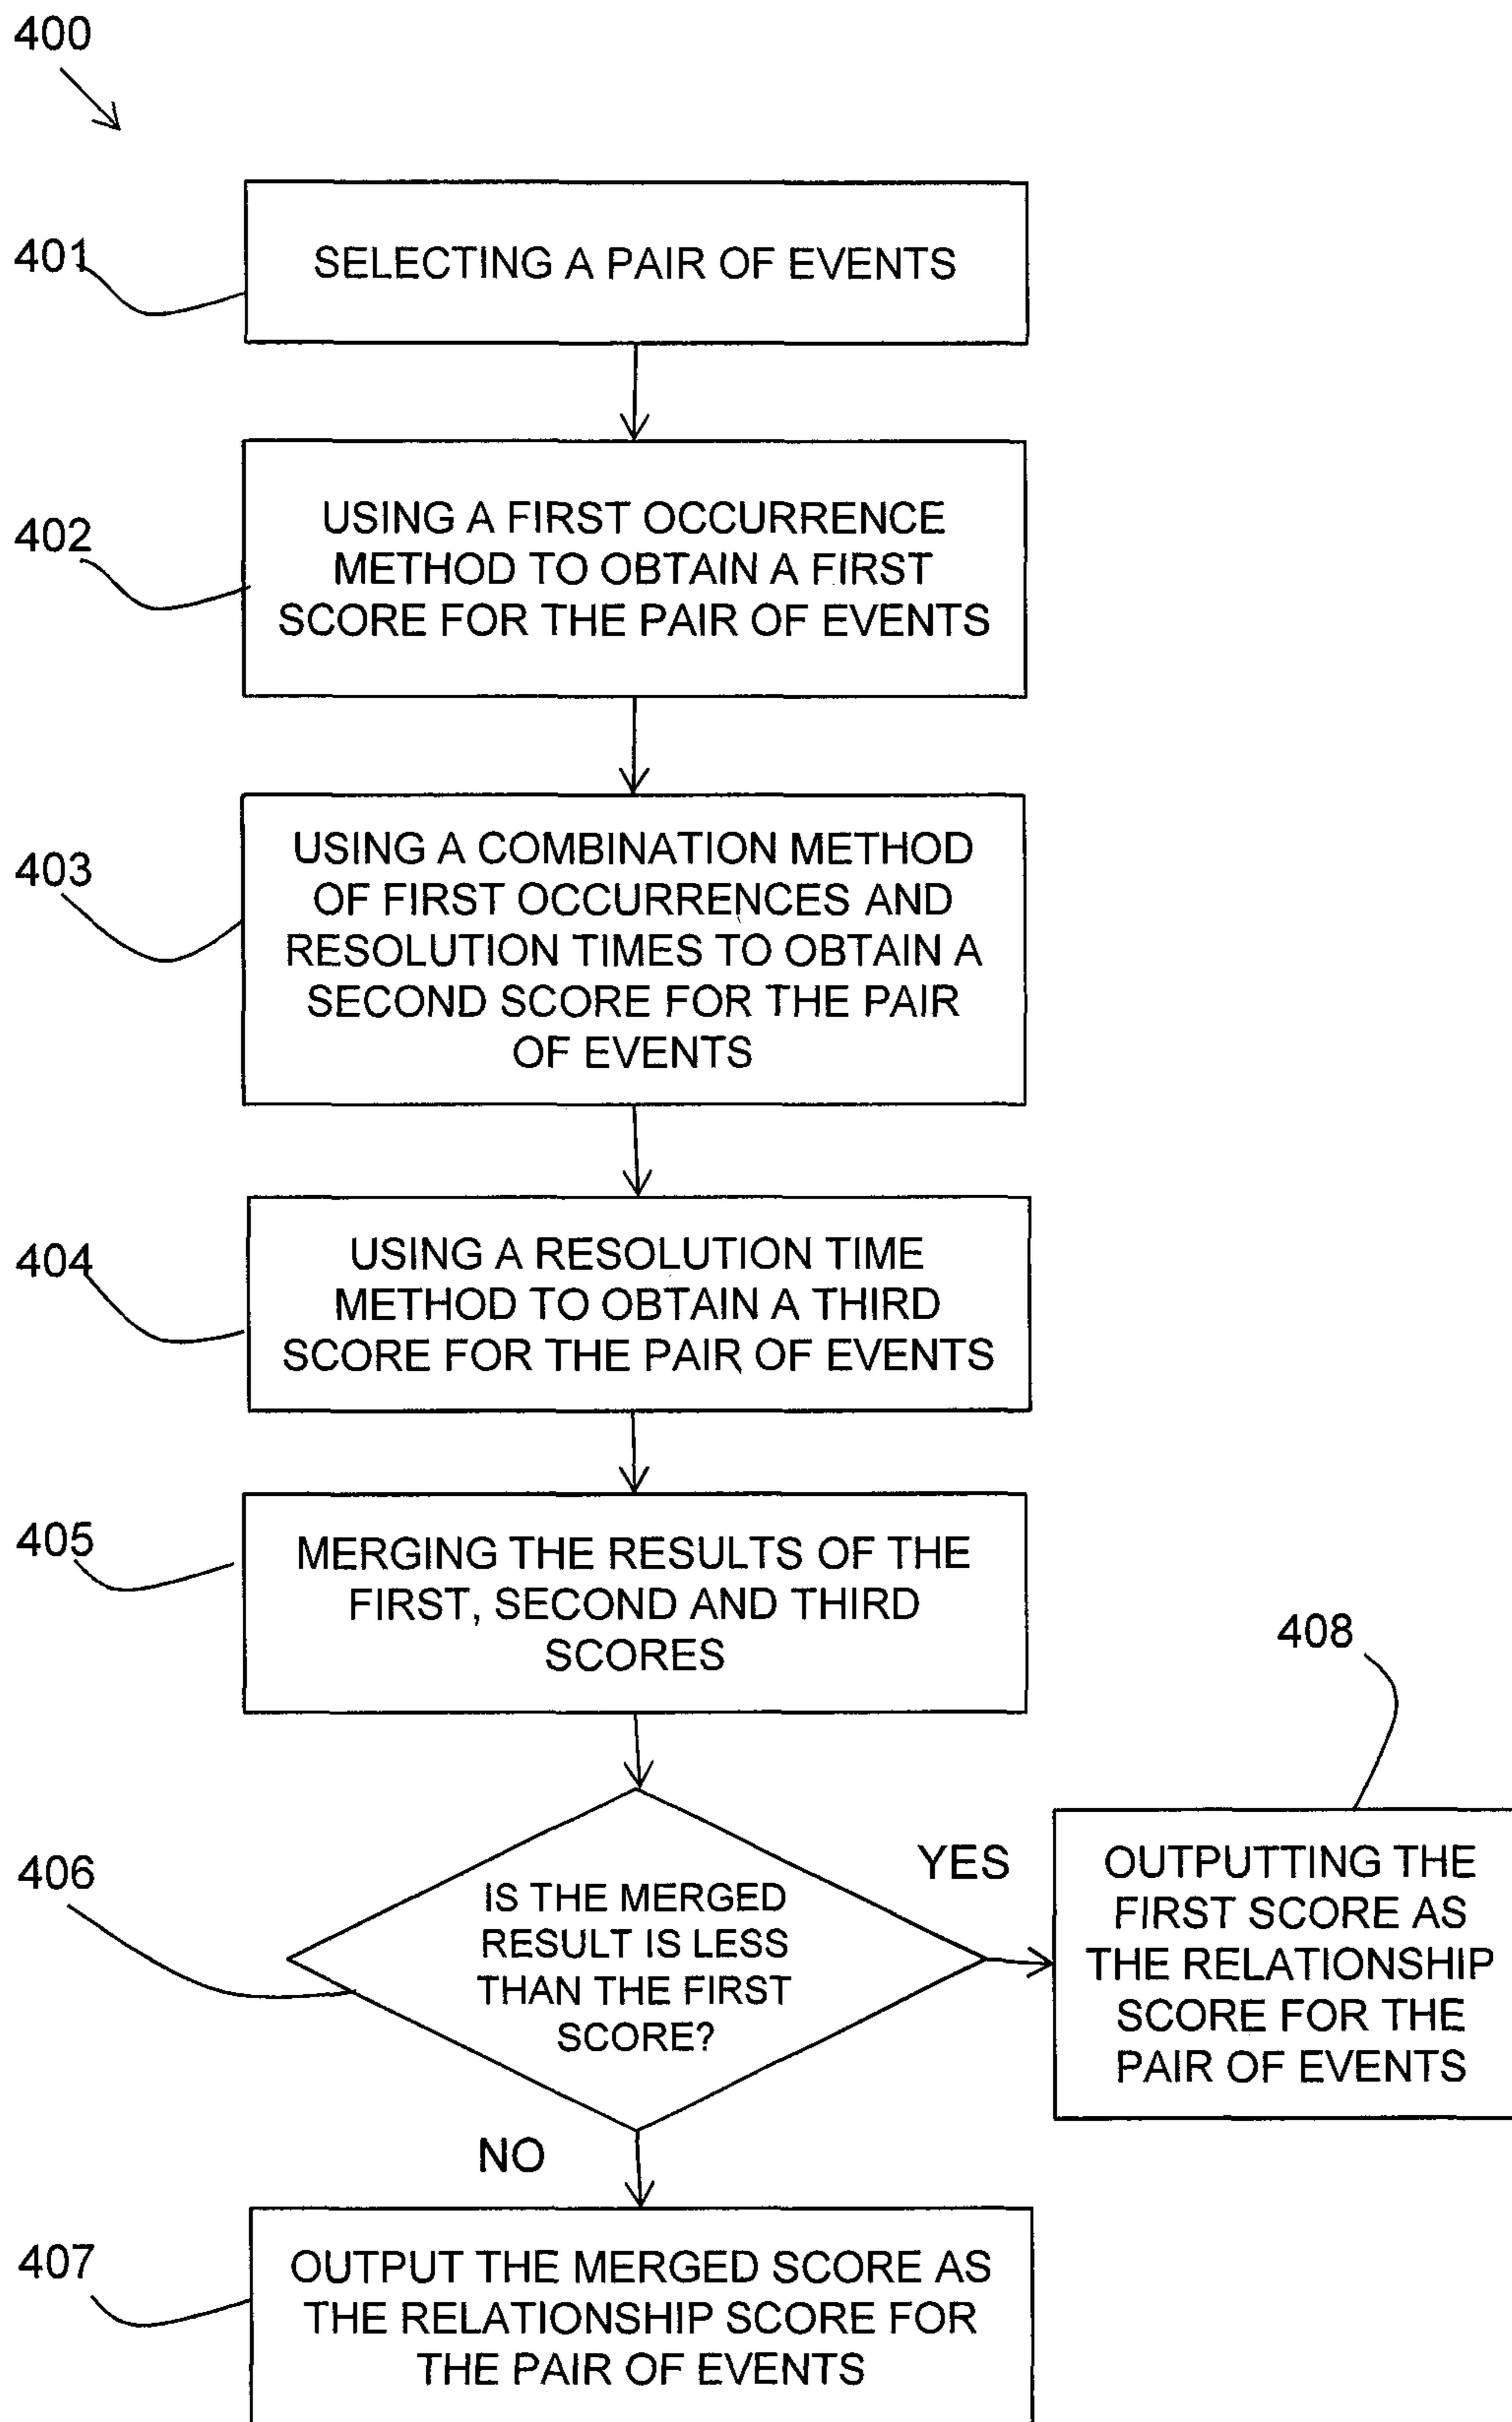 400
401
SELECTING A PAIR OF EVENTS
402
USING A FIRST OCCURRENCE
METHOD TO OBTAIN A FIRST
SCORE FOR THE PAIR OF EVENTS
403
USING A COMBINATION METHOD
OF FIRST OCCURRENCES AND
RESOLUTION TIMES TO OBTAIN A
SECOND SCORE FOR THE PAIR
OF EVENTS
404
USING A RESOLUTION TIME
METHOD TO OBTAIN A THIRD
SCORE FOR THE PAIR OF EVENTS
405
MERGING THE RESULTS OF THE
FIRST, SECOND AND THIRD
SCORES
406
IS THE MERGED
RESULT IS LESS
THAN THE FIRST
SCORE?
YES
408
OUTPUTTING THE
FIRST SCORE AS
THE RELATIONSHIP
SCORE FOR THE
PAIR OF EVENTS
NO
407
OUTPUT THE MERGED SCORE AS
THE RELATIONSHIP SCORE FOR
THE PAIR OF EVENTS